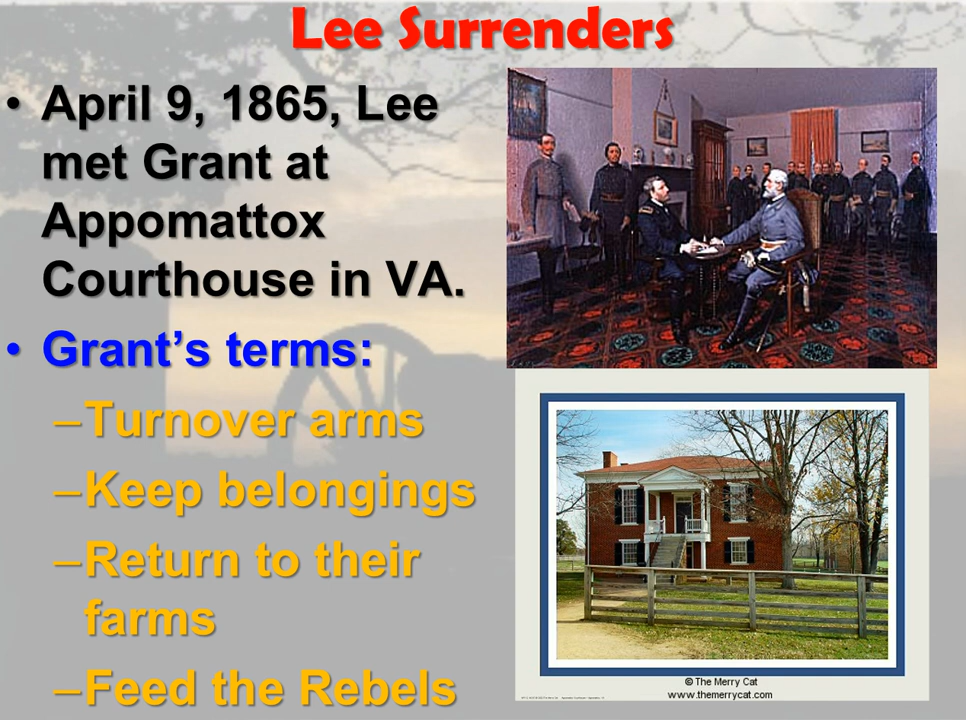 Lee Surrenders
• April 9, 1865, Lee
met Grant at
Appomattox
Courthouse in VA.
• Grant’s terms:
–Turnover arms
–Keep belongings
–Return to their
farms
–Feed the Rebels
© The Merry Cat
www.themerrycat.com